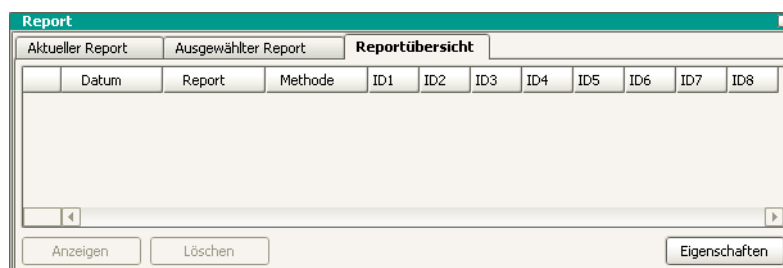 Report
Aktueller Report Ausgewählter Report Reportübersicht
Datum Report Methode ID1 ID2 ID3 ID4 ID5 ID6 ID7 ID8
Anzeigen Löschen Eigenschaften